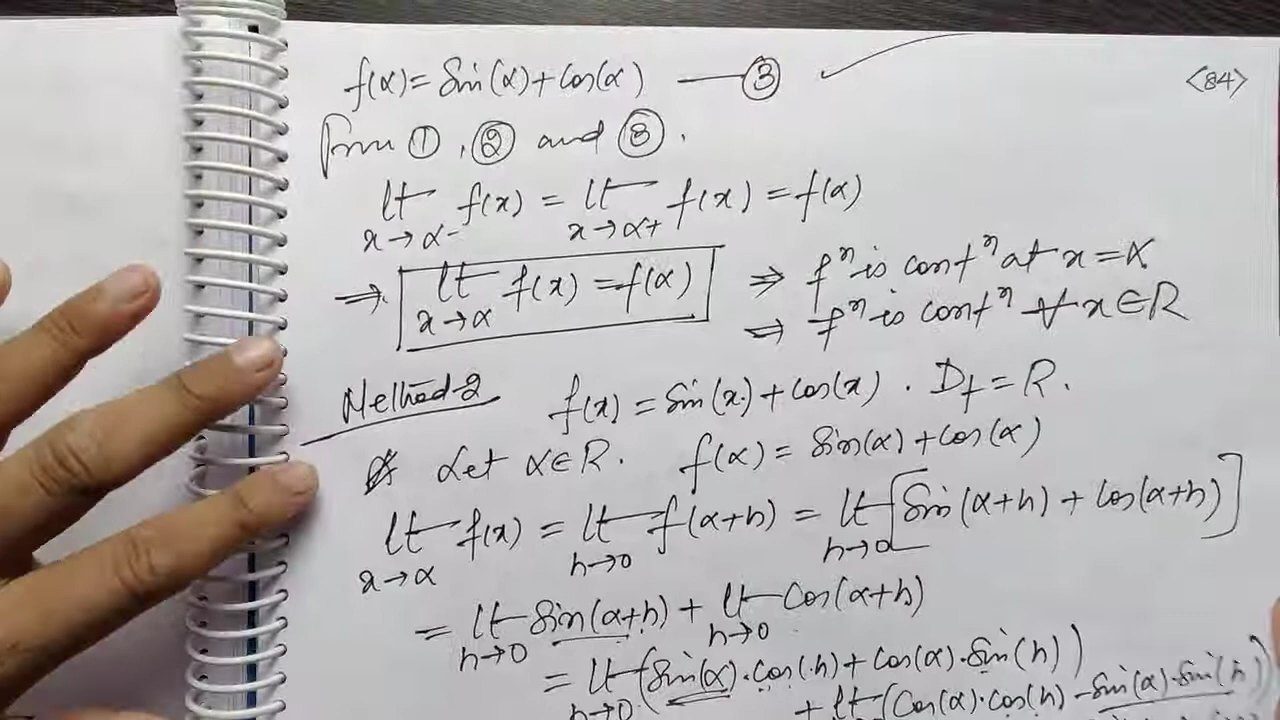 f(α) = Sin(α) + Cos(α) — ③ ✓ <84>
From ①, ② and ③.
lt x→α- f(x) = lt x→α+ f(x) = f(α)
⇒ lt x→α f(x) = f(α) ⇒ fⁿ is contⁿ at x = α
⇒ fⁿ is contⁿ ∀ x ∈ R
Method-2 f(x) = Sin(x) + Cos(x). Df = R.
Let α ∈ R. f(α) = Sin(α) + Cos(α)
lt x→α f(x) = lt h→0 f(α+h) = lt h→0 [Sin(α+h) + Cos(α+h)]
= lt h→0 Sin(α+h) + lt h→0 Cos(α+h)
= lt h→0 (Sin(α).Cos(h) + Cos(α).Sin(h))
+ lt (Cos(α).Cos(h) - Sin(α).Sin(h))